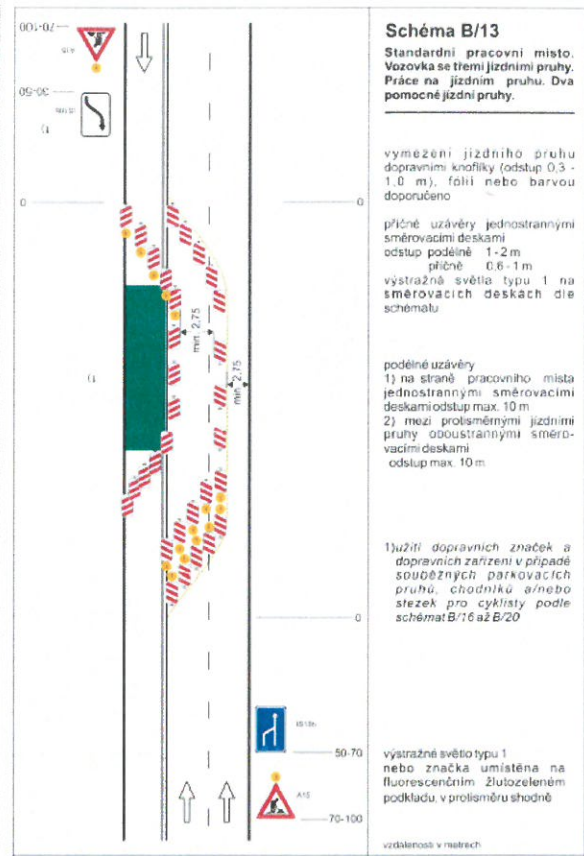 Schéma B/13
Standardní pracovní místo.
Vozovka se třemi jízdními pruhy.
Práce na jízdním pruhu. Dva
pomocné jízdní pruhy.
vymezení jízdního pruhu
dopravními knoflíky (odstup 0,3 -
1,0 m), fólií nebo barvou
doporučeno
příčné uzávěry jednostrannými
směrovacími deskami
odstup podélně 1-2 m
příčně 0,6-1 m
výstražná světla typu 1 na
směrovacích deskách dle
schématu
podélné uzávěry
1) na straně pracovního místa
jednostrannými směrovacími
deskami odstup max. 10 m
2) mezi protisměrnými jízdními
pruhy oboustrannými směro-
vacími deskami
odstup max. 10 m
1)užití dopravních značek a
dopravních zařízení v případě
souběžných parkovacích
pruhů, chodníků a/nebo
stezek pro cyklisty podle
schémat B/16 až B/20
výstražné světlo typu 1
nebo značka umístěna na
fluorescenčním žlutozeleném
podkladu, v protisměru shodně
vzdálenosti v metrech
70-100
A15
30-50
1)
0
0
min. 2,75
min. 2,75
1)
0
50-70
A15
70-100